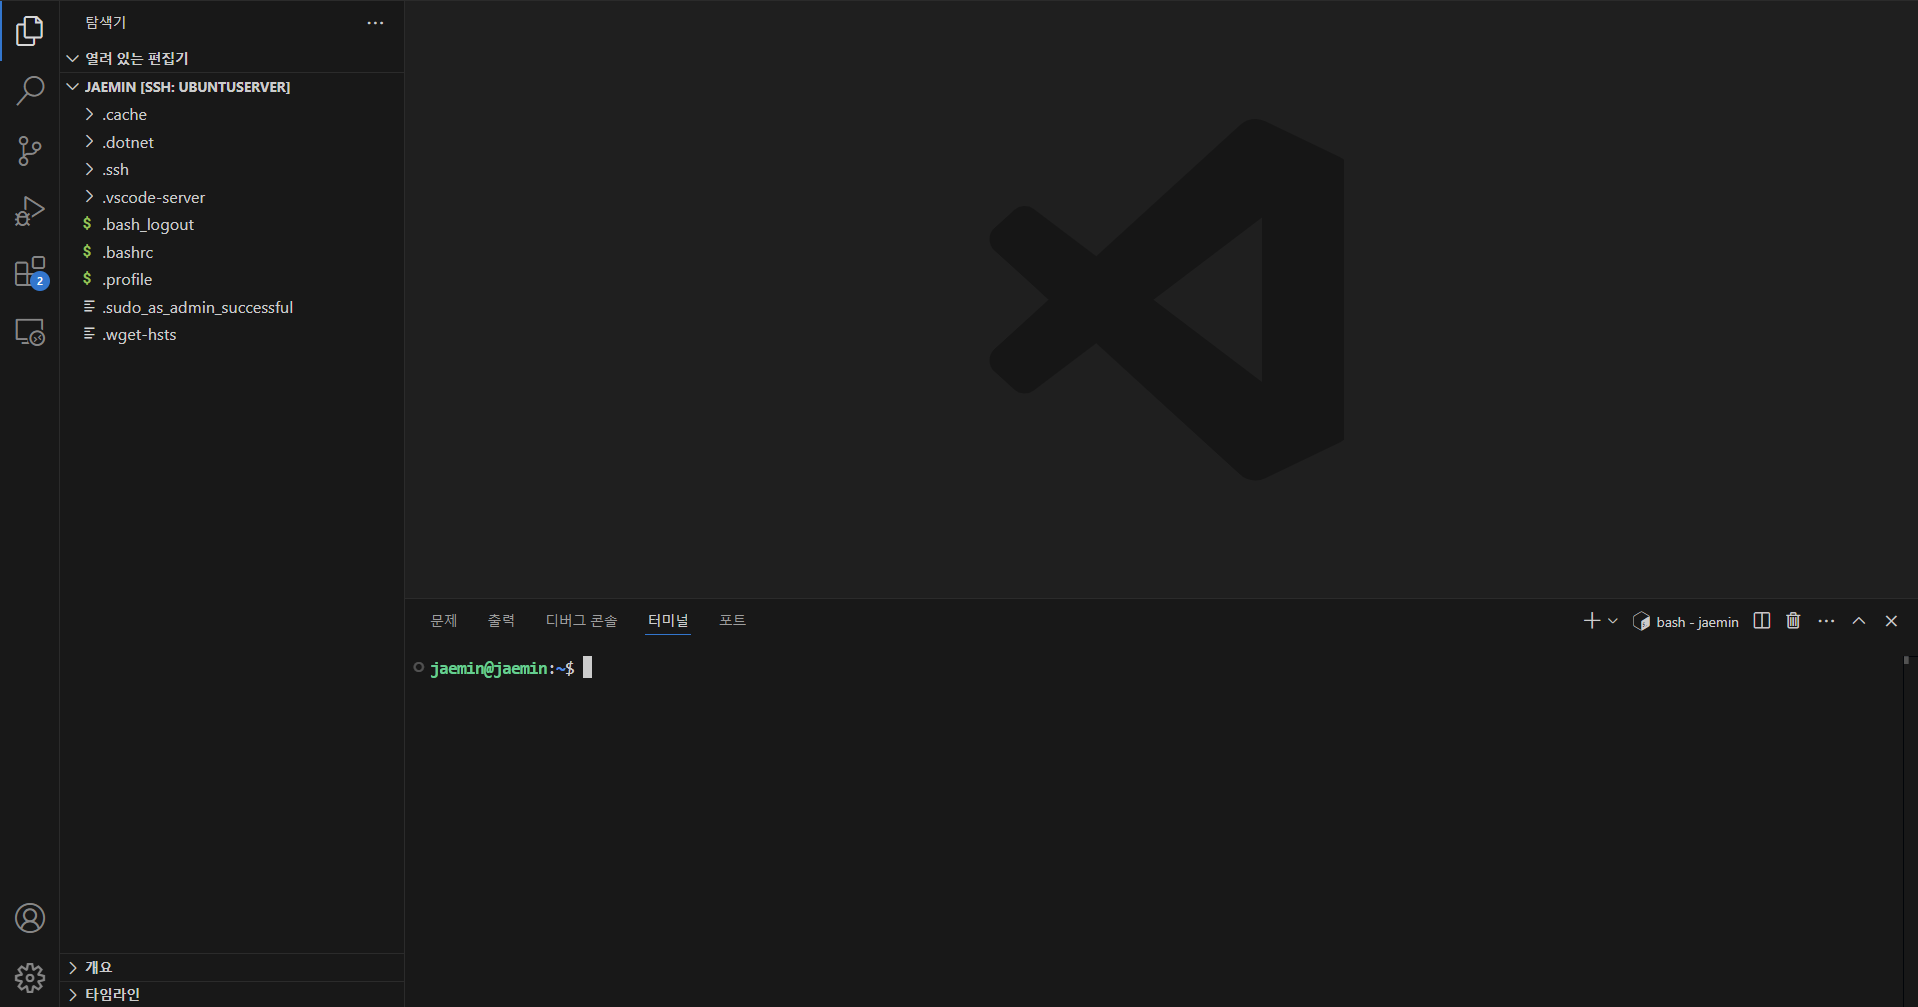 탐색기
열려 있는 편집기
JAEMIN [SSH: UBUNTUSERVER]
.cache
.dotnet
.ssh
.vscode-server
$ .bash_logout
$ .bashrc
$ .profile
.sudo_as_admin_successful
.wget-hsts
2
개요
타임라인
문제 출력 디버그 콘솔 터미널 포트
bash - jaemin
jaemin@jaemin:~$